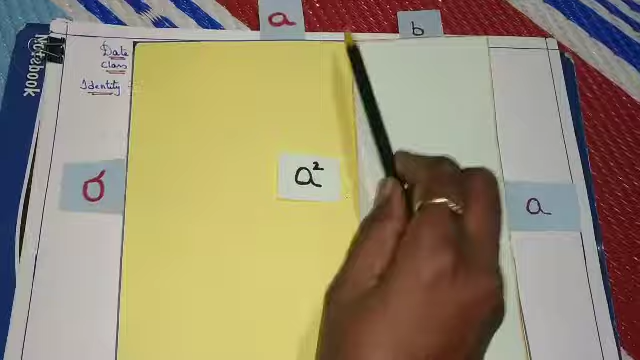 a
b
Notebook
Date
Class
Identity :-
a
a²
a